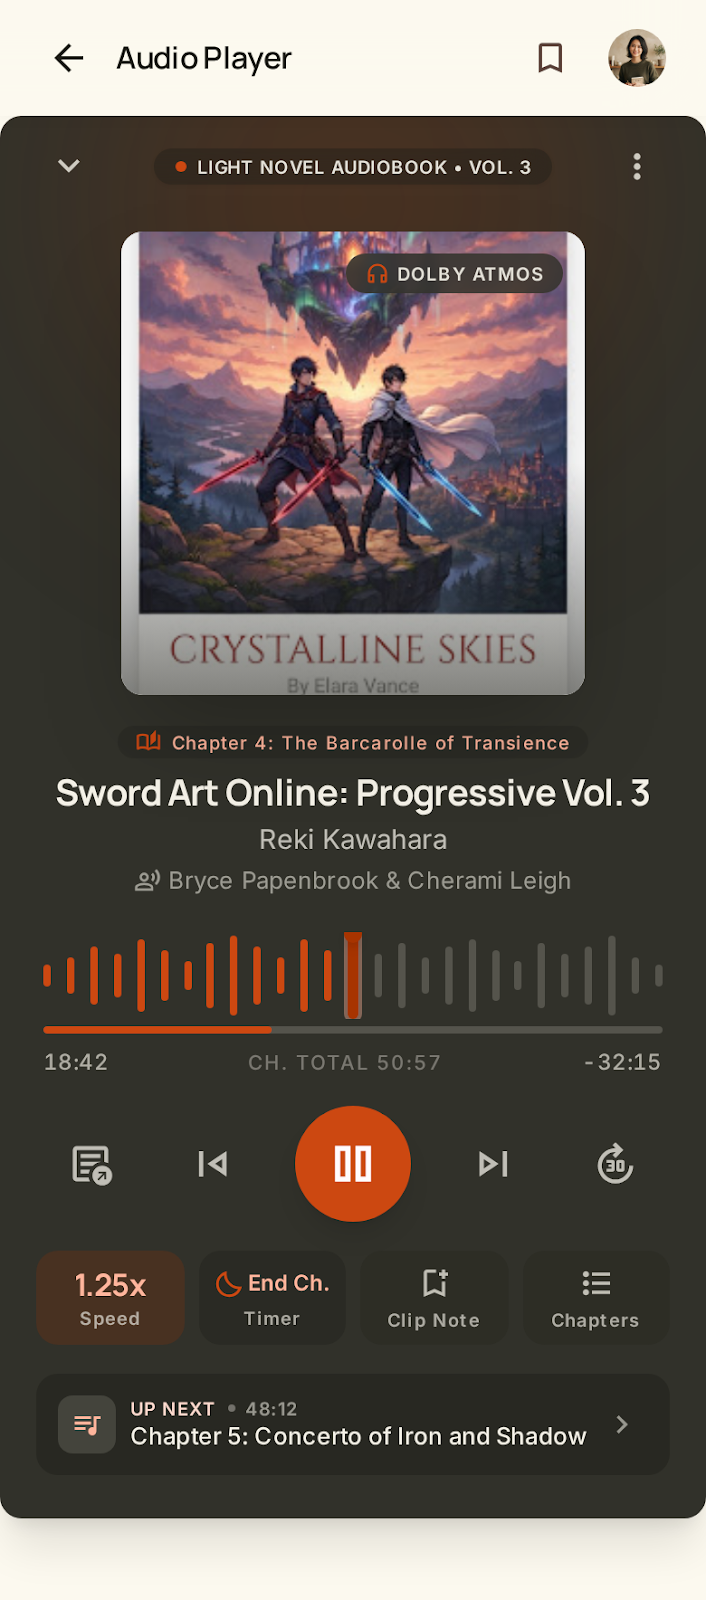 Audio Player
LIGHT NOVEL AUDIOBOOK • VOL. 3
DOLBY ATMOS
CRYSTALLINE SKIES
By Elara Vance
Chapter 4: The Barcarolle of Transience
Sword Art Online: Progressive Vol. 3
Reki Kawahara
Bryce Papenbrook & Cherami Leigh
18:42 CH. TOTAL 50:57 -32:15
30
1.25x
Speed
End Ch.
Timer
Clip Note
Chapters
UP NEXT • 48:12
Chapter 5: Concerto of Iron and Shadow